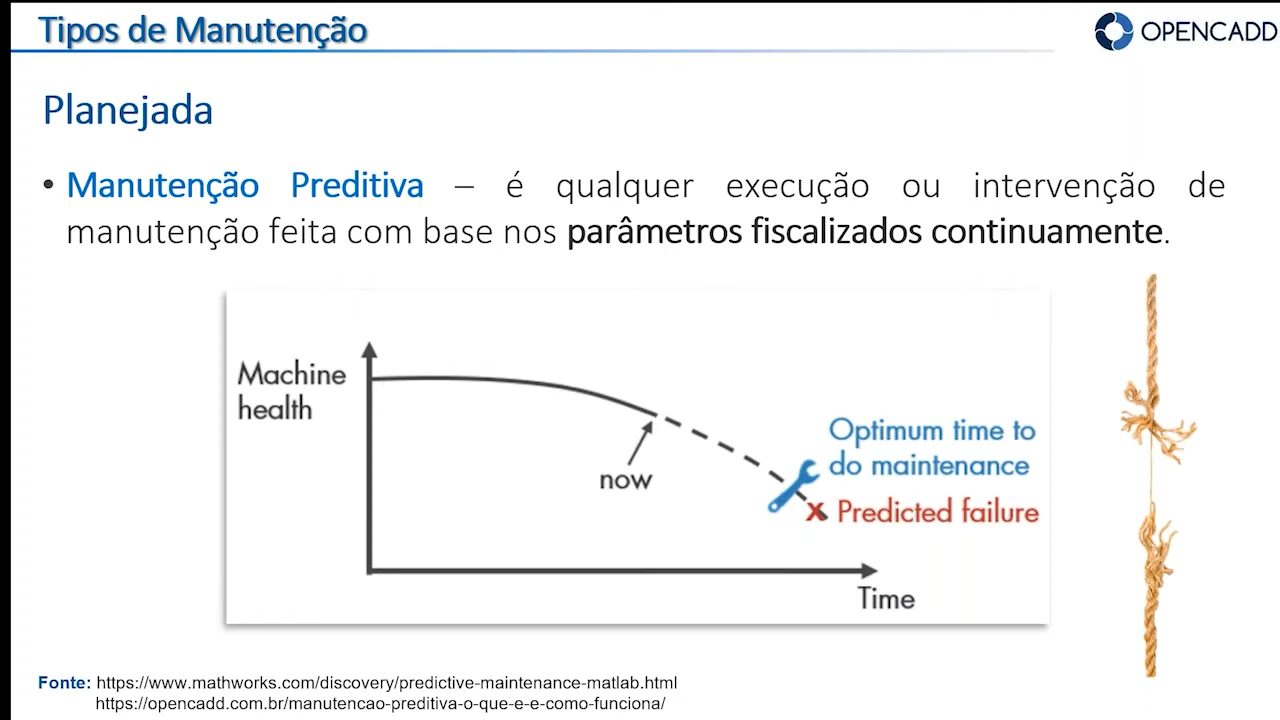 Tipos de Manutenção
OPENCADD
Planejada
• Manutenção Preditiva – é qualquer execução ou intervenção de
manutenção feita com base nos parâmetros fiscalizados continuamente.
Machine
health
now
Optimum time to
do maintenance
x Predicted failure
Time
Fonte: https://www.mathworks.com/discovery/predictive-maintenance-matlab.html
https://opencadd.com.br/manutencao-preditiva-o-que-e-e-como-funciona/